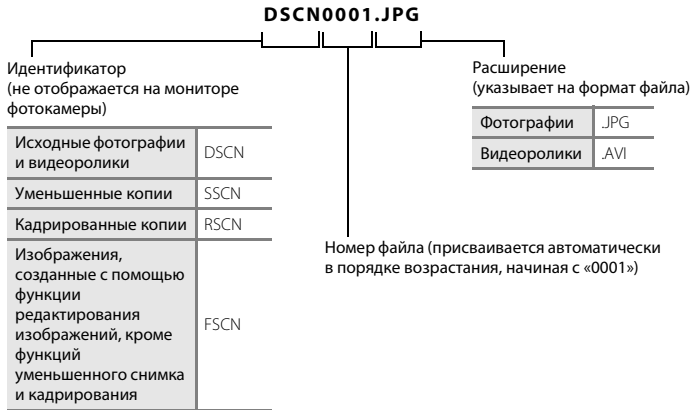 DSCN0001.JPG
Идентификатор
(не отображается на мониторе
фотокамеры)
Исходные фотографии
и видеоролики
DSCN
Уменьшенные копии
SSCN
Кадрированные копии
RSCN
Изображения,
созданные с помощью
функции
редактирования
изображений, кроме
функций
уменьшенного снимка
и кадрирования
FSCN
Номер файла (присваивается автоматически
в порядке возрастания, начиная с «0001»)
Расширение
(указывает на формат файла)
Фотографии
.JPG
Видеоролики
.AVI